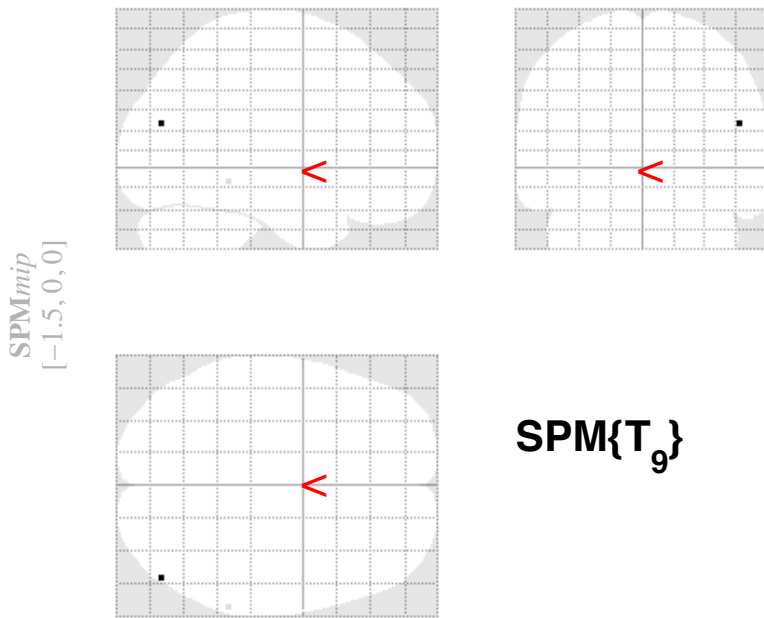 SPMmip
[−1.5, 0, 0]
<
<
<
SPM{T9}